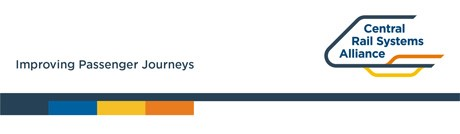 Central
Rail Systems
Alliance
Improving Passenger Journeys